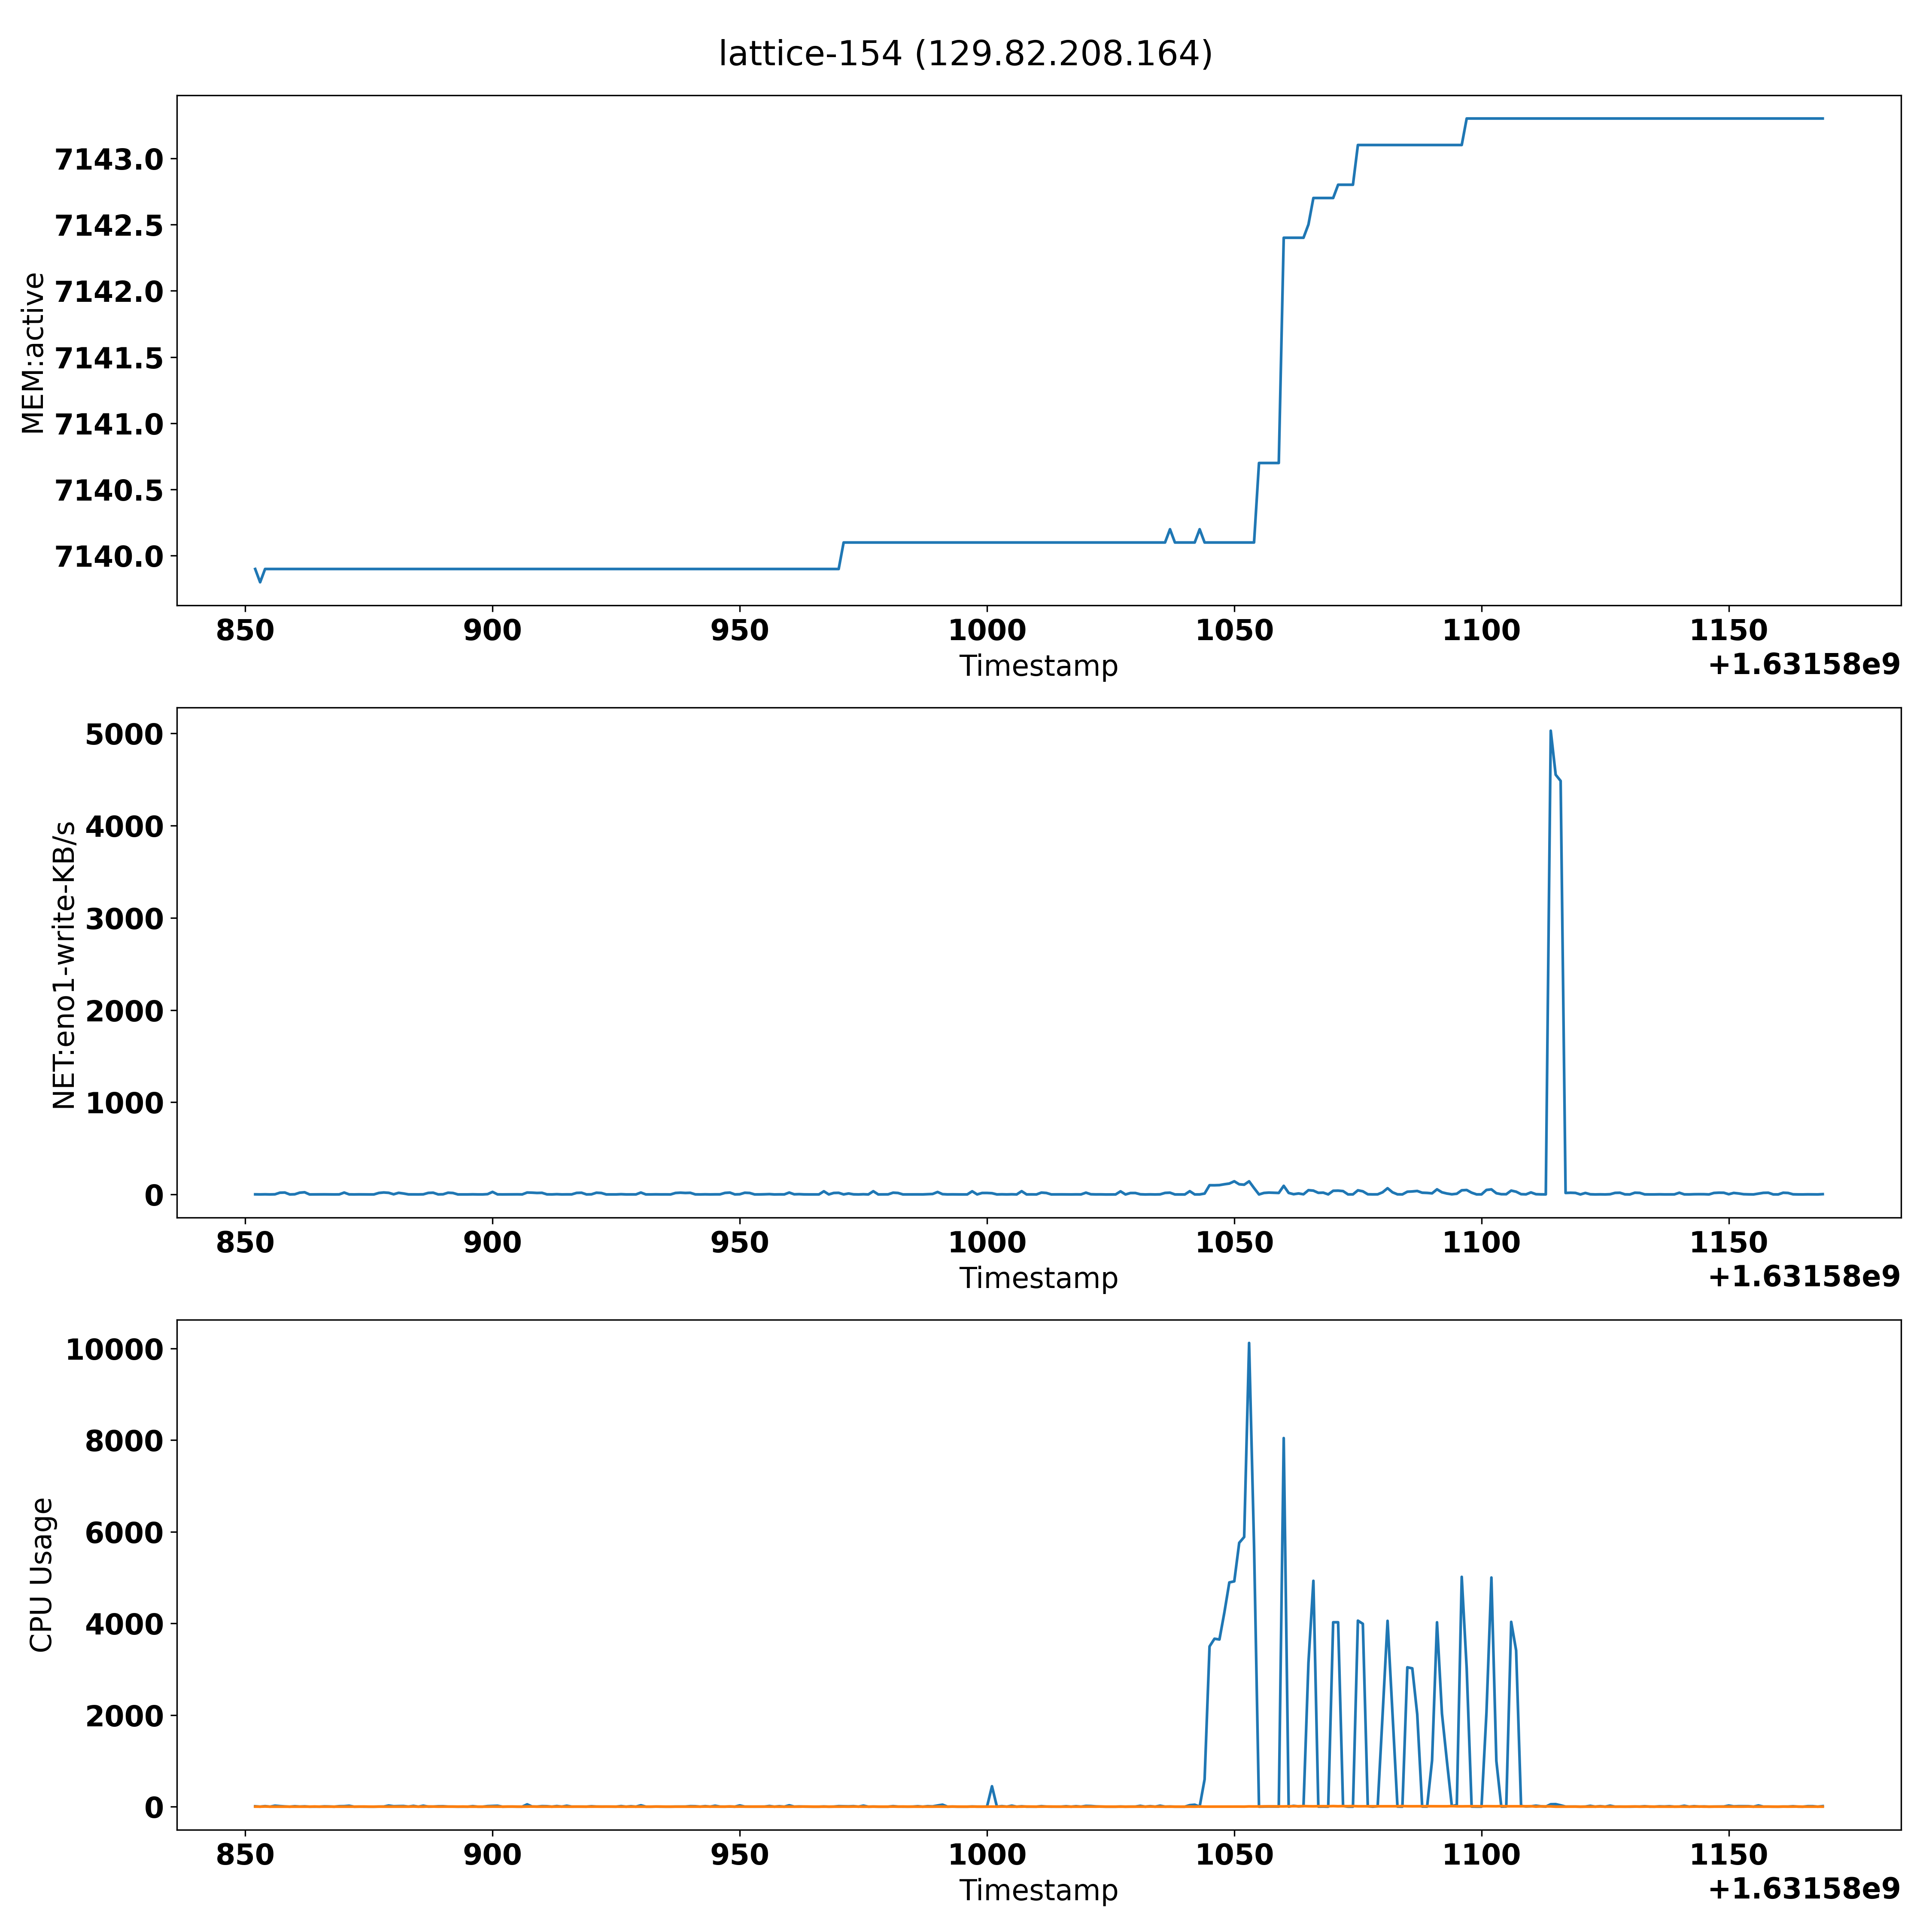 lattice-154 (129.82.208.164)
7143.0
7142.5
7142.0
7141.5
7141.0
7140.5
7140.0
MEM:active
850 900 950 1000 1050 1100 1150
Timestamp
+1.63158e9
5000
4000
3000
2000
1000
0
NET:eno1-write-KB/s
850 900 950 1000 1050 1100 1150
Timestamp
+1.63158e9
10000
8000
6000
4000
2000
0
CPU Usage
850 900 950 1000 1050 1100 1150
Timestamp
+1.63158e9